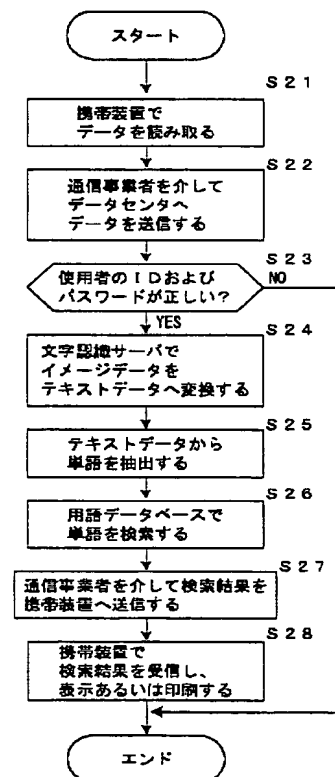 スタート
S21
携帯装置で
データを読み取る
S22
通信事業者を介して
データセンタへ
データを送信する
S23
使用者のIDおよび
パスワードが正しい?
NO
YES
S24
文字認識サーバで
イメージデータを
テキストデータへ変換する
S25
テキストデータから
単語を抽出する
S26
用語データベースで
単語を検索する
S27
通信事業者を介して検索結果を
携帯装置へ送信する
S28
携帯装置で
検索結果を受信し、
表示あるいは印刷する
エンド